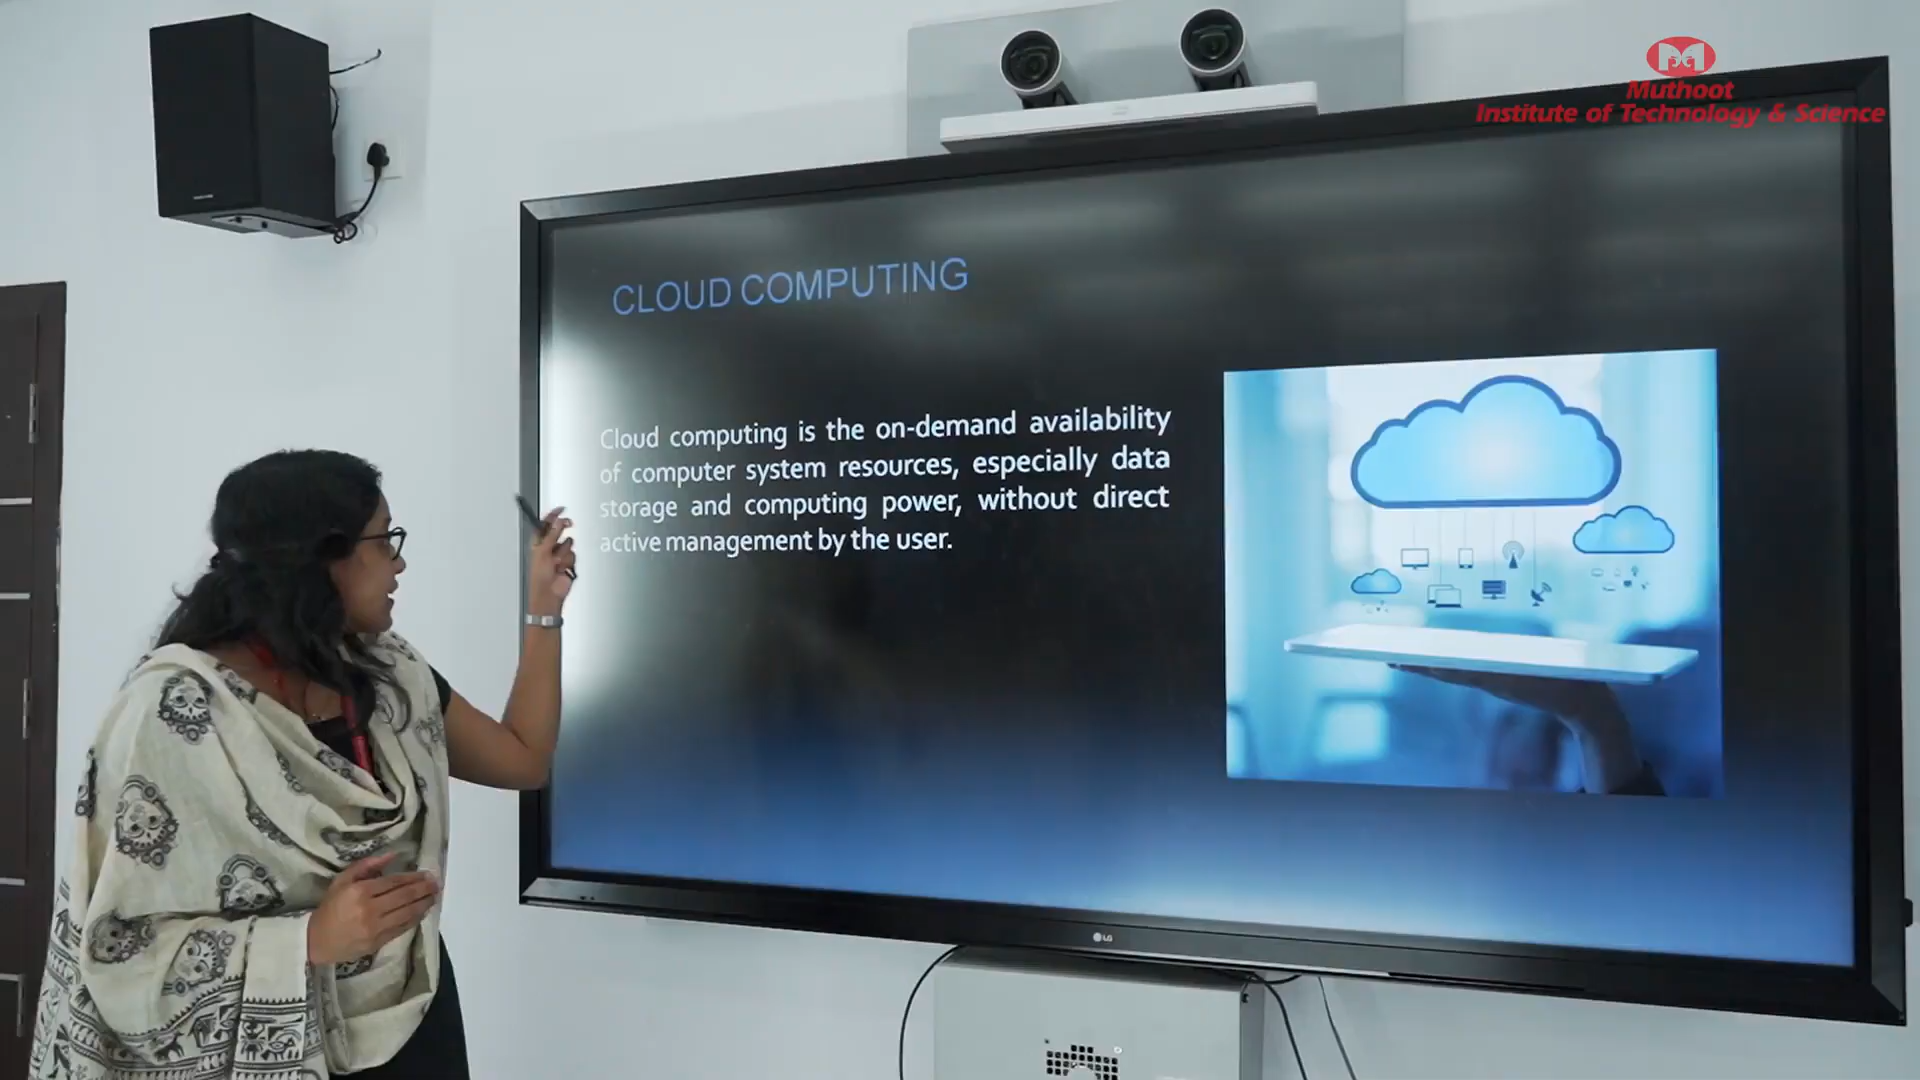 Muthoot
Institute of Technology & Science
CLOUD COMPUTING
Cloud computing is the on-demand availability
of computer system resources, especially data
storage and computing power, without direct
active management by the user.
LG